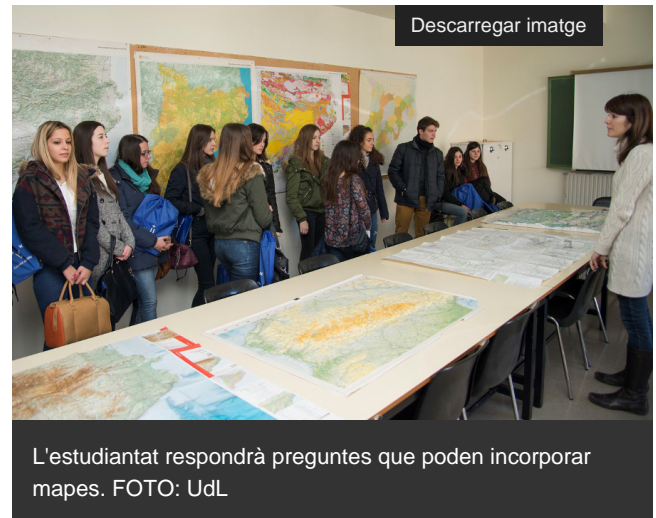 Descarregar imatge
L'estudiantat respondrà preguntes que poden incorporar
mapes. FOTO: UdL